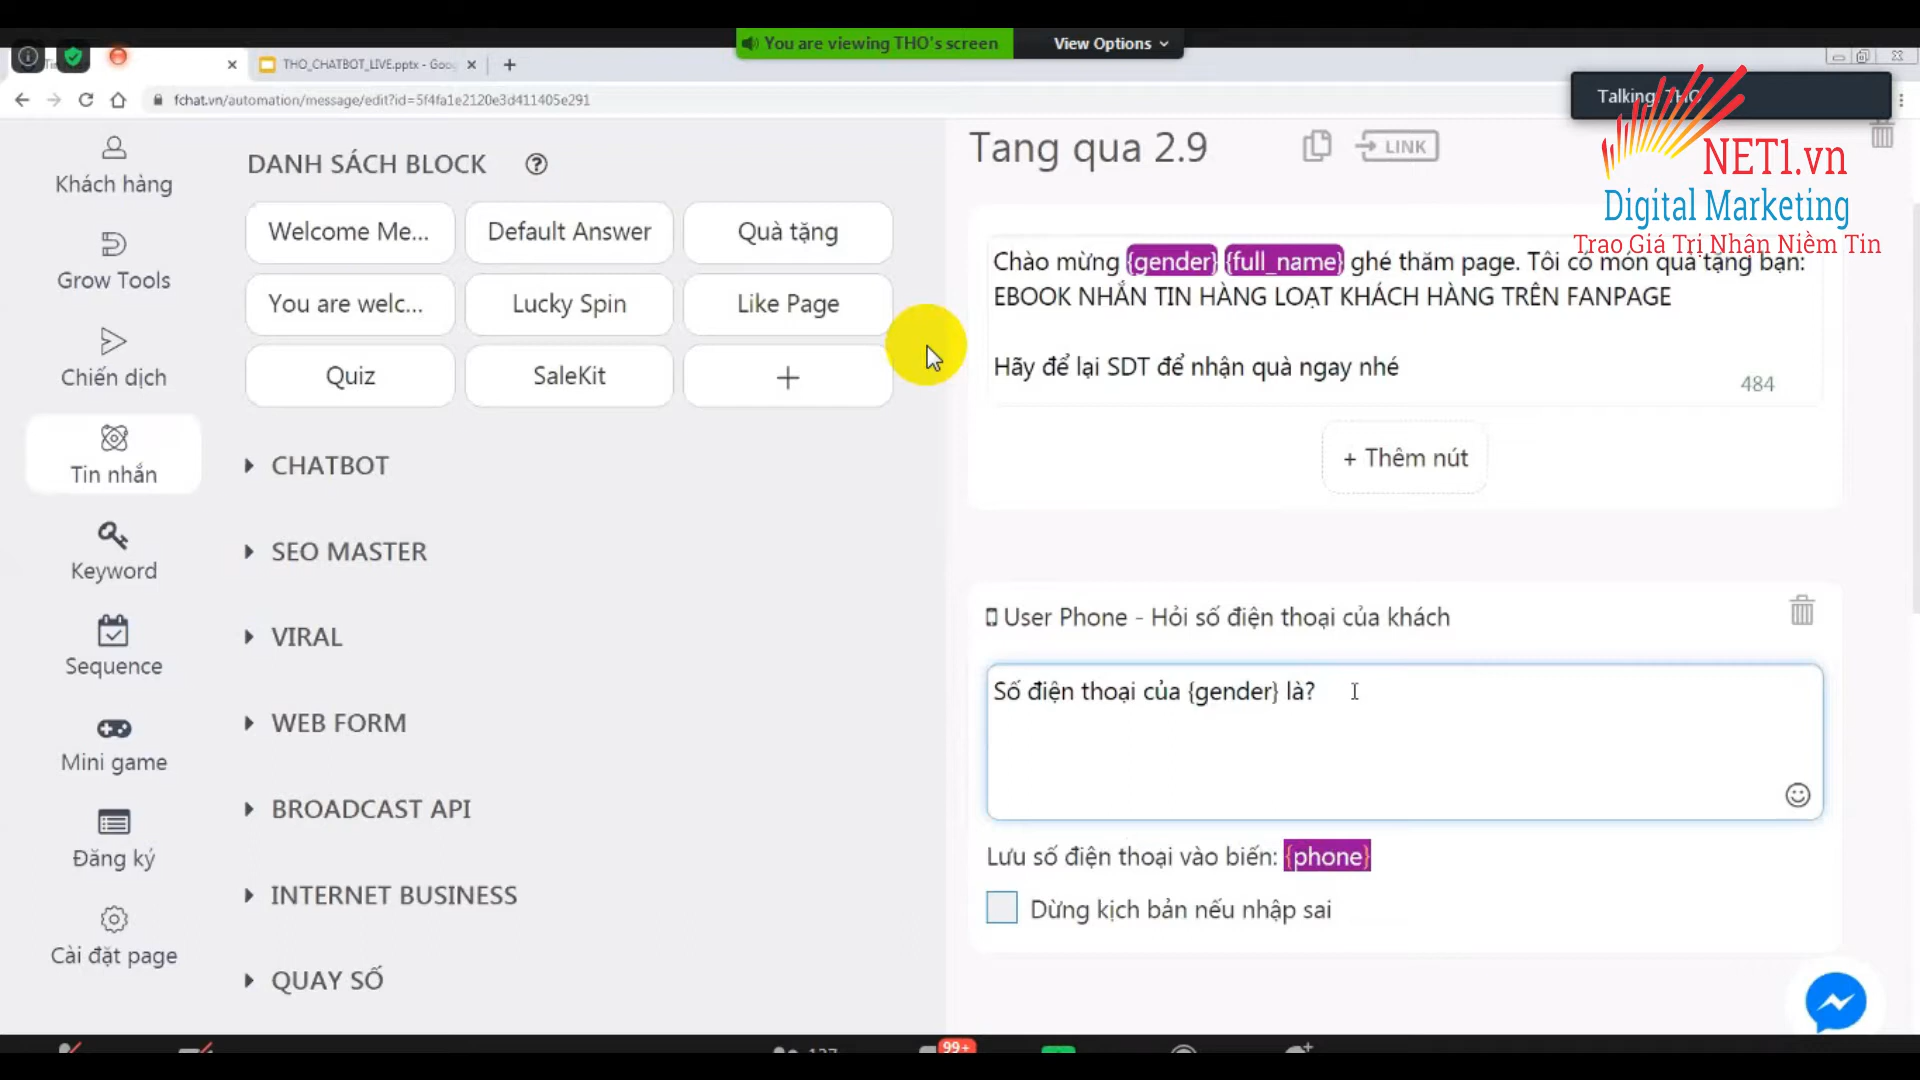 You are viewing THO's screen
View Options
THO_CHATBOT_LIVE.pptx - Goo
fchat.vn/automation/message/edit?id=5f4fa1e2120e3d411405e291
Talking: THO
NET1.vn
Digital Marketing
Trao Giá Trị Nhân Niềm Tin
Khách hàng
Grow Tools
Chiến dịch
Tin nhắn
Keyword
Sequence
Mini game
Đăng ký
Cài đặt page
DANH SÁCH BLOCK
Welcome Me...
Default Answer
Quà tặng
You are welc...
Lucky Spin
Like Page
Quiz
SaleKit
+
CHATBOT
SEO MASTER
VIRAL
WEB FORM
BROADCAST API
INTERNET BUSINESS
QUAY SỐ
Tang qua 2.9
LINK
Chào mừng {gender} {full_name} ghé thăm page. Tôi có món quà tặng bạn:
EBOOK NHẮN TIN HÀNG LOẠT KHÁCH HÀNG TRÊN FANPAGE
Hãy để lại SDT để nhận quà ngay nhé
484
+ Thêm nút
User Phone - Hỏi số điện thoại của khách
Số điện thoại của {gender} là?
Lưu số điện thoại vào biến: {phone}
Dừng kịch bản nếu nhập sai
99+